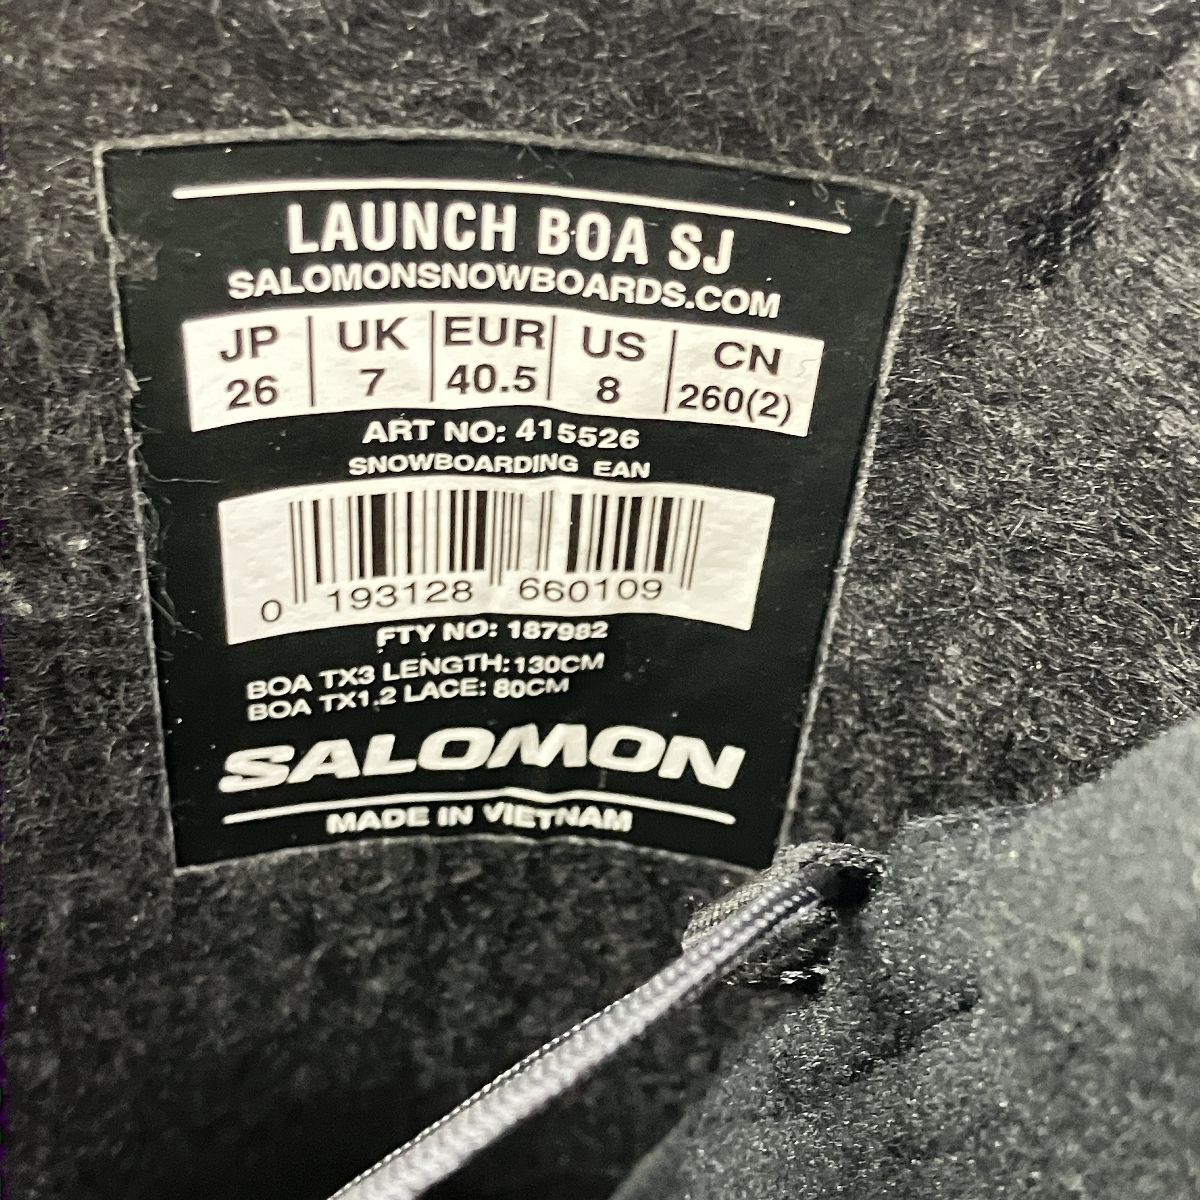 LAUNCH BOA SJ
SALOMONSNOWBOARDS.COM
JP UK EUR US CN
26 7 40.5 8 260(2)
ART NO: 415526
SNOWBOARDING EAN
0 193128 660109
FTY NO: 187982
BOA TX3 LENGTH: 130CM
BOA TX1.2 LACE: 80CM
SALOMON
MADE IN VIETNAM